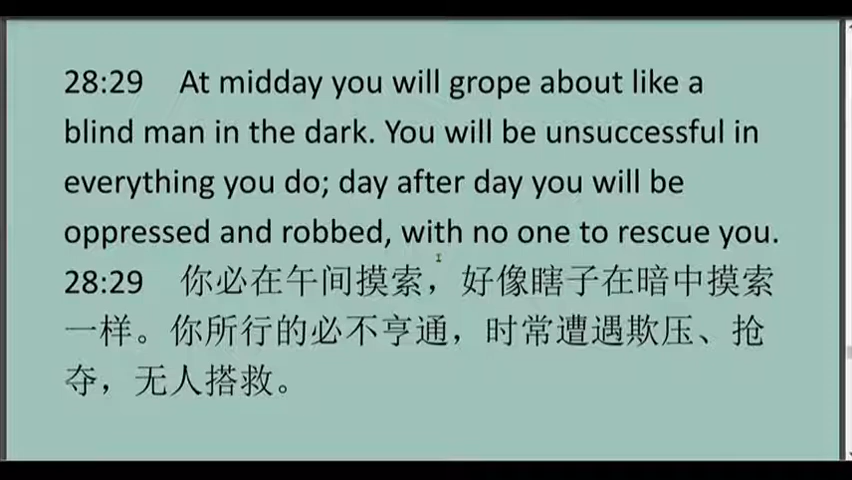 28:29 At midday you will grope about like a
blind man in the dark. You will be unsuccessful in
everything you do; day after day you will be
oppressed and robbed, with no one to rescue you.
28:29 你必在午间摸索，好像瞎子在暗中摸索
一样。你所行的必不亨通，时常遭遇欺压、抢
夺，无人搭救。